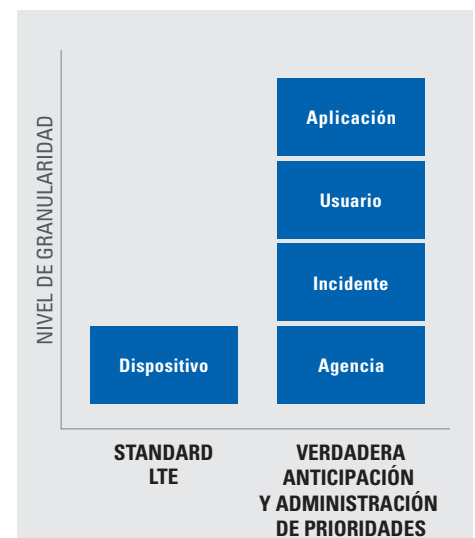 NIVEL DE GRANULARIDAD
Aplicación
Usuario
Incidente
Dispositivo
Agencia
STANDARD
LTE
VERDADERA
ANTICIPACIÓN
Y ADMINISTRACIÓN
DE PRIORIDADES